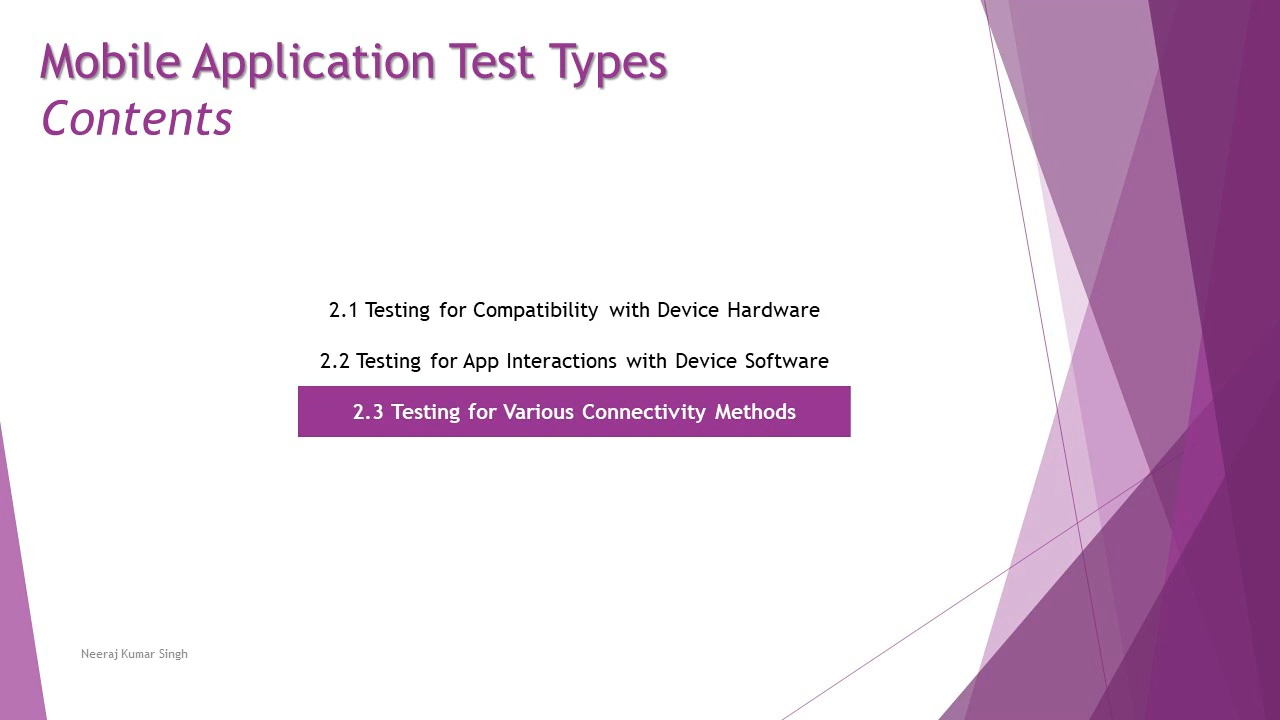 Mobile Application Test Types
Contents
2.1 Testing for Compatibility with Device Hardware
2.2 Testing for App Interactions with Device Software
2.3 Testing for Various Connectivity Methods
Neeraj Kumar Singh